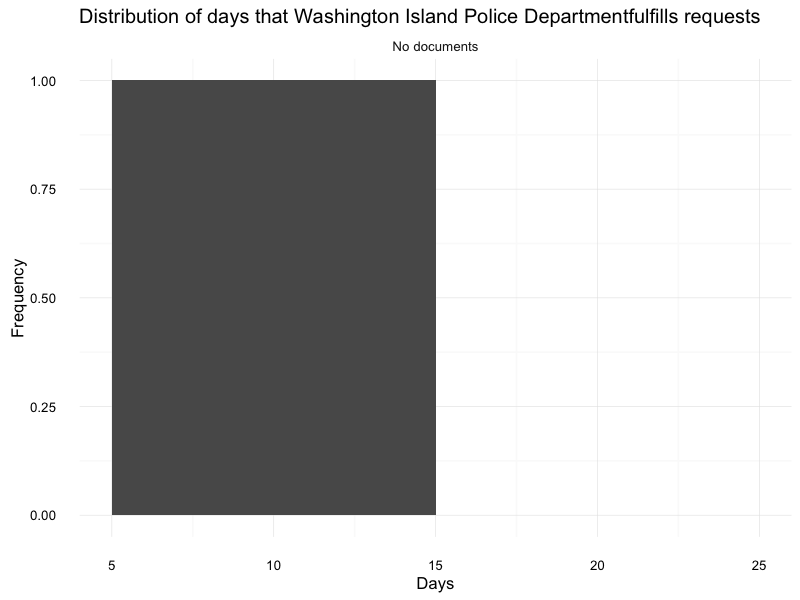 Distribution of days that Washington Island Police Departmentfulfills requests
No documents
1.00
0.75
0.50
0.25
0.00
Frequency
5 10 15 20 25
Days